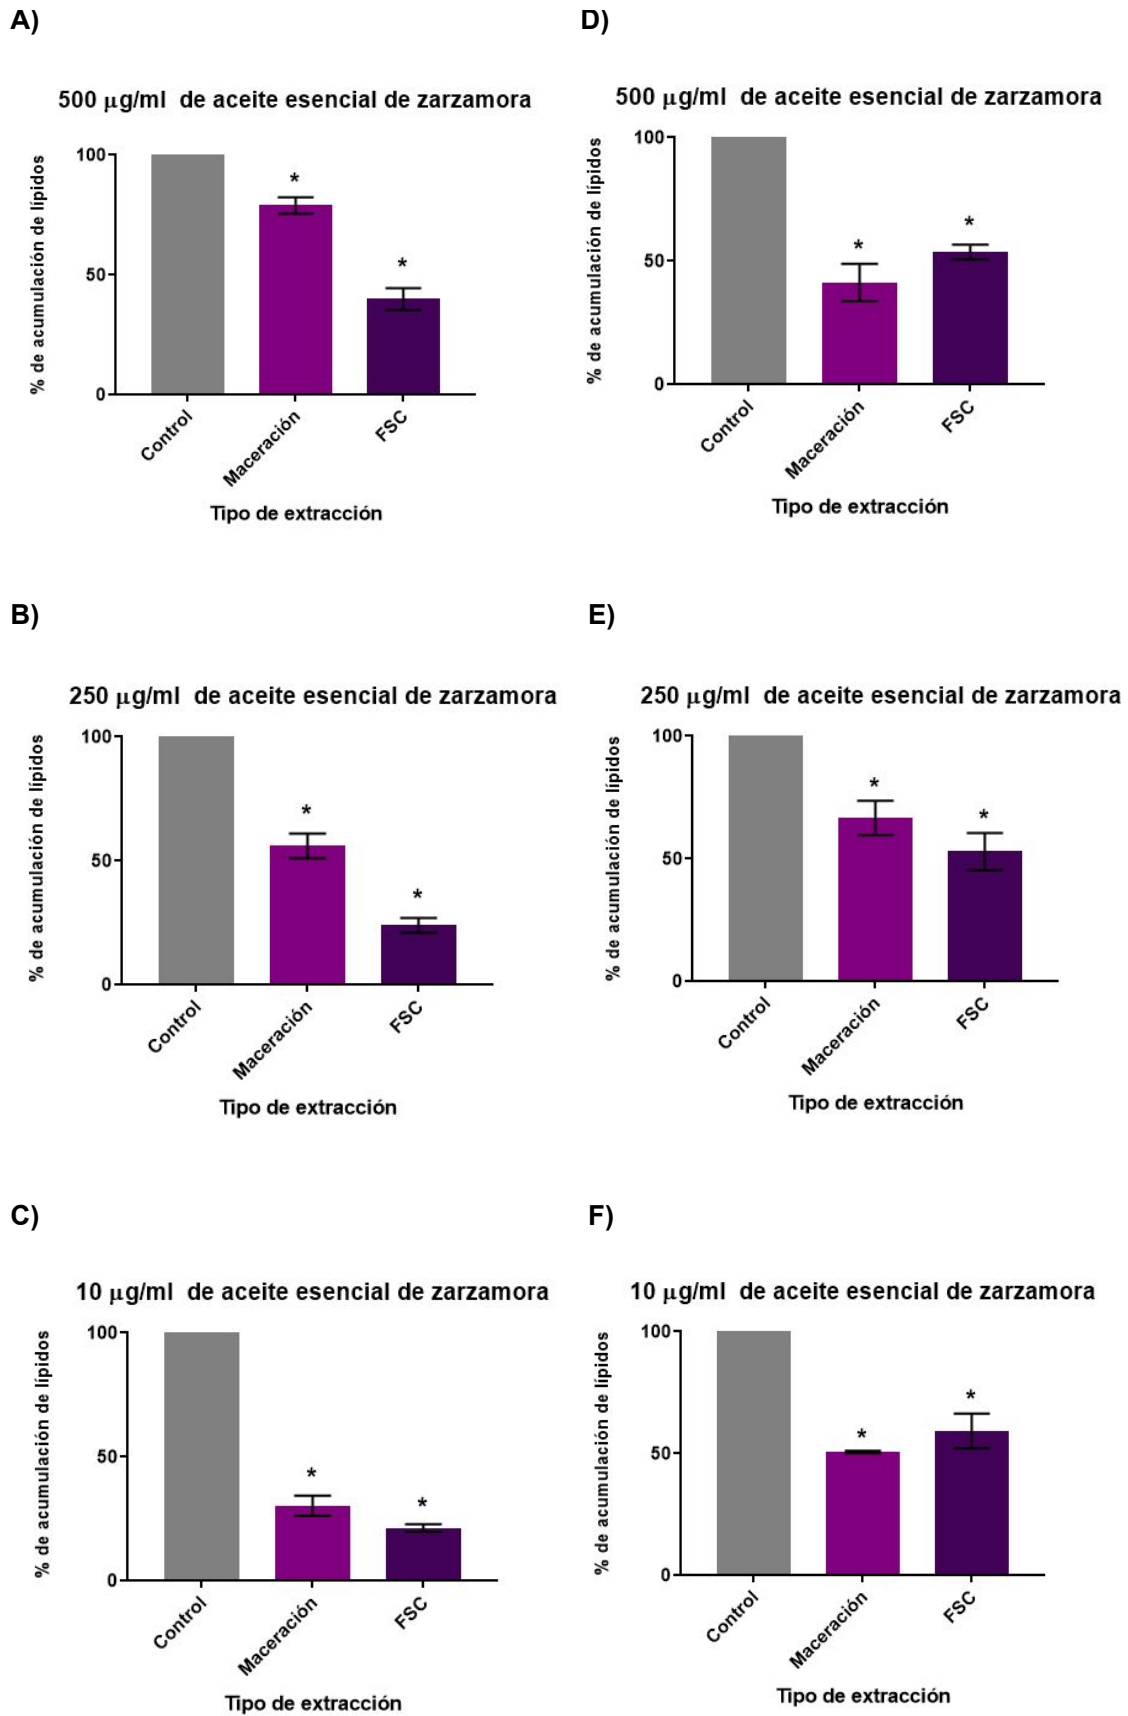 A)
500 µg/ml  de aceite esencial de zarzamora
% de acumulación de lípidos
100
50
0
*
*
Control
Maceración
FSC
Tipo de extracción
D)
500 µg/ml  de aceite esencial de zarzamora
% de acumulación de lípidos
100
50
0
*
*
Control
Maceración
FSC
Tipo de extracción
B)
250 µg/ml  de aceite esencial de zarzamora
% de acumulación de lípidos
100
50
0
*
*
Control
Maceración
FSC
Tipo de extracción
E)
250 µg/ml  de aceite esencial de zarzamora
% de acumulación de lípidos
100
50
0
*
*
Control
Maceración
FSC
Tipo de extracción
C)
10 µg/ml  de aceite esencial de zarzamora
% de acumulación de lípidos
100
50
0
*
*
Control
Maceración
FSC
Tipo de extracción
F)
10 µg/ml  de aceite esencial de zarzamora
% de acumulación de lípidos
100
50
0
*
*
Control
Maceración
FSC
Tipo de extracción